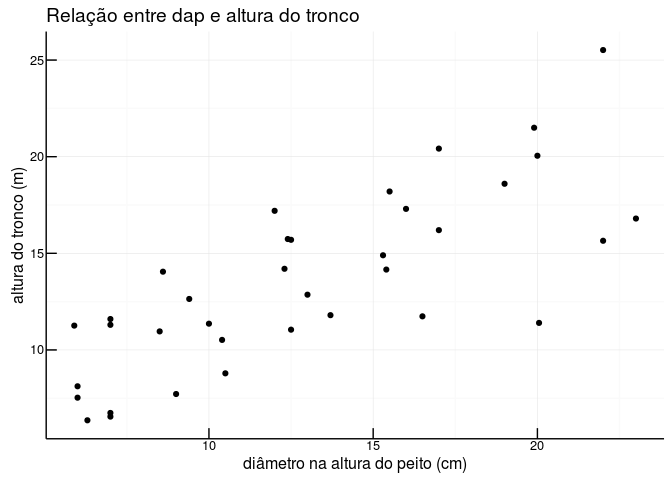 Relação entre dap e altura do tronco
altura do tronco (m)
25
20
15
10
10
15
20
diâmetro na altura do peito (cm)